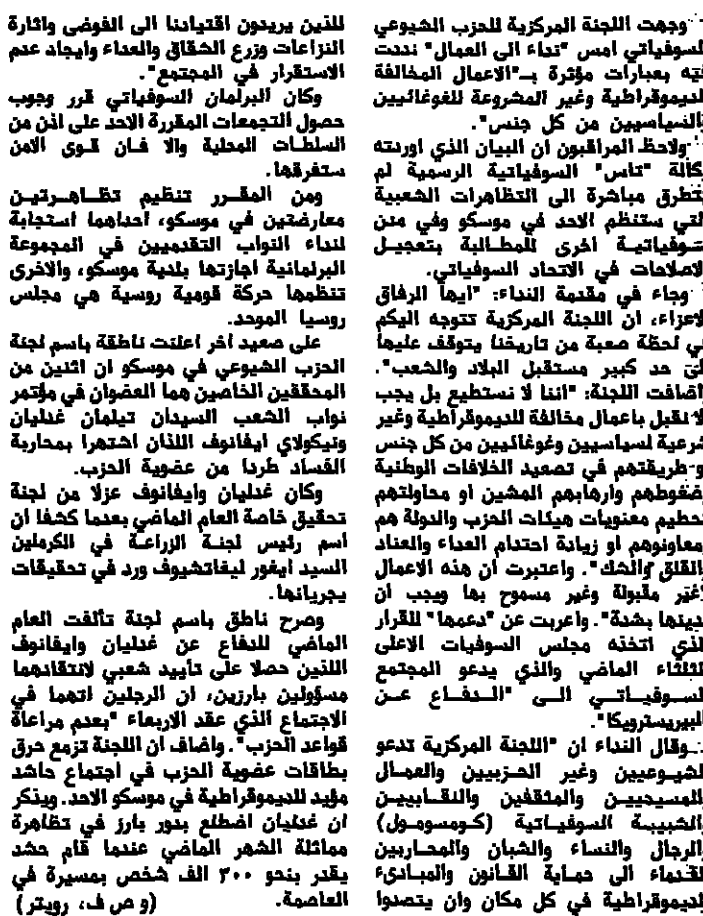 وجهت اللجنة المركزية للحزب الشيوعي
السوفياتي امس "نداء الى العمال" نددت
فيه بعبارات مؤثرة بـ"الاعمال المخالفة
للديموقراطية وغير المشروعة للغوغائيين
والسياسيين من كل جنس".
ولاحظ المراقبون ان البيان الذي اوردته
وكالة "تاس" السوفياتية الرسمية لم
يتطرق مباشرة الى التظاهرات الشعبية
التي ستنظم الاحد في موسكو وفي مدن
سوفياتية اخرى للمطالبة بتعجيل
الاصلاحات في الاتحاد السوفياتي.
وجاء في مقدمة النداء: "ايها الرفاق
الاعزاء، ان اللجنة المركزية تتوجه اليكم
في لحظة صعبة من تاريخنا يتوقف عليها
الى حد كبير مستقبل البلاد والشعب".
واضافت اللجنة: "اننا لا نستطيع بل يجب
الا نقبل باعمال مخالفة للديموقراطية وغير
شرعية لسياسيين وغوغائيين من كل جنس
وطريقتهم في تصعيد الخلافات الوطنية
وضغوطهم وارهابهم المشين او محاولتهم
تحطيم معنويات هيئات الحزب والدولة هم
ومعاونوهم او زيادة احتدام العداء والعناد
والقلق والشك". واعتبرت ان هذه الاعمال
"غير مقبولة وغير مسموح بها ويجب ان
ندينها بشدة". واعربت عن "دعمها" للقرار
الذي اتخذه مجلس السوفيات الاعلى
الثلثاء الماضي والذي يدعو المجتمع
السوفياتي الى "الدفاع عن
البيريسترويكا".
وقال النداء ان "اللجنة المركزية تدعو
الشيوعيين وغير الحزبيين والعمال
والمسيحيين والمثقفين والنقابيين
والشبيبة السوفياتية (كومسومول)
والرجال والنساء والشبان والمحاربين
القدماء الى حماية القانون والمبادىء
الديموقراطية في كل مكان وان يتصدوا
للذين يريدون اقتيادنا الى الفوضى واثارة
النزاعات وزرع الشقاق والعداء وايجاد عدم
الاستقرار في المجتمع".
وكان البرلمان السوفياتي قرر وجوب
حصول التجمعات المقررة الاحد على اذن من
السلطات المحلية والا فان قوى الامن
ستفرقها.
ومن المقرر تنظيم تظاهرتين
معارضتين في موسكو، احداهما استجابة
لنداء النواب التقدميين في المجموعة
البرلمانية اجازتها بلدية موسكو، والاخرى
تنظمها حركة قومية روسية هي مجلس
روسيا الموحد.
على صعيد اخر اعلنت ناطقة باسم لجنة
الحزب الشيوعي في موسكو ان اثنين من
المحققين الخاصين هما العضوان في مؤتمر
نواب الشعب السيدان تيلمان غدليان
ونيكولاي ايفانوف اللذان اشتهرا بمحاربة
الفساد طردا من عضوية الحزب.
وكان غدليان وايفانوف عزلا من لجنة
تحقيق خاصة العام الماضي بعدما كشفا ان
اسم رئيس لجنة الزراعة في الكرملين
السيد ايغور ليغاتشيوف ورد في تحقيقات
يجريانها.
وصرح ناطق باسم لجنة تألفت العام
الماضي للدفاع عن غدليان وايفانوف
اللذين حصلا على تأييد شعبي لانتقادهما
مسؤولين بارزين، ان الرجلين اتهما في
الاجتماع الذي عقد الاربعاء "بعدم مراعاة
قواعد الحزب". واضاف ان اللجنة تزمع حرق
بطاقات عضوية الحزب في اجتماع حاشد
مؤيد للديموقراطية في موسكو الاحد. ويذكر
ان غدليان اضطلع بدور بارز في تظاهرة
مماثلة الشهر الماضي عندما قام حشد
يقدر بنحو ٣٠٠ الف شخص بمسيرة في
العاصمة. (و ص ف، رويتر)